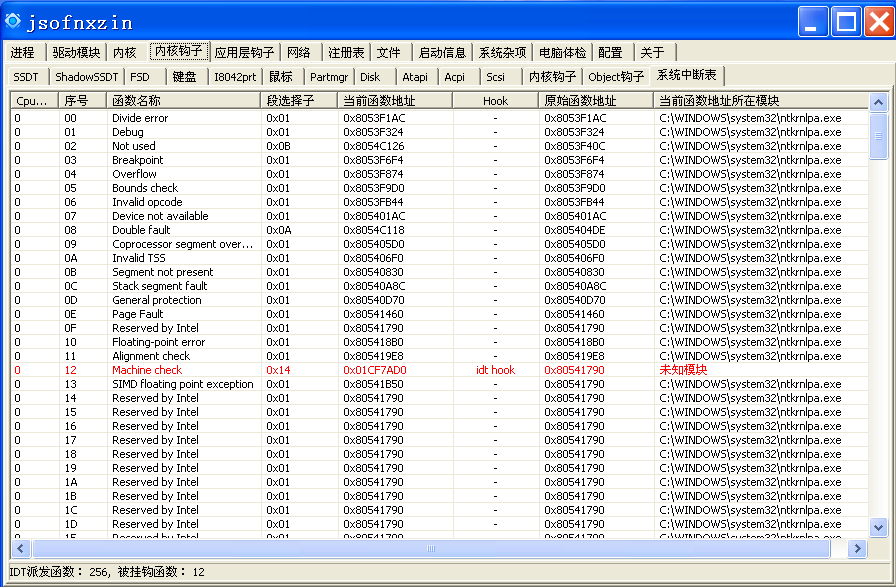 jsofnxzin
进程 驱动模块 内核 内核钩子 应用层钩子 网络 注册表 文件 启动信息 系统杂项 电脑体检 配置 关于
SSDT ShadowSSDT FSD 键盘 I8042prt 鼠标 Partmgr Disk Atapi Acpi Scsi 内核钩子 Object钩子 系统中断表
Cpu... 序号 函数名称 段选择子 当前函数地址 Hook 原始函数地址 当前函数地址所在模块
0 00 Divide error 0x01 0x8053F1AC - 0x8053F1AC C:\WINDOWS\system32\ntkrnlpa.exe
0 01 Debug 0x01 0x8053F324 - 0x8053F324 C:\WINDOWS\system32\ntkrnlpa.exe
0 02 Not used 0x0B 0x8054C126 - 0x8053F40C C:\WINDOWS\system32\ntkrnlpa.exe
0 03 Breakpoint 0x01 0x8053F6F4 - 0x8053F6F4 C:\WINDOWS\system32\ntkrnlpa.exe
0 04 Overflow 0x01 0x8053F874 - 0x8053F874 C:\WINDOWS\system32\ntkrnlpa.exe
0 05 Bounds check 0x01 0x8053F9D0 - 0x8053F9D0 C:\WINDOWS\system32\ntkrnlpa.exe
0 06 Invalid opcode 0x01 0x8053FB44 - 0x8053FB44 C:\WINDOWS\system32\ntkrnlpa.exe
0 07 Device not available 0x01 0x805401AC - 0x805401AC C:\WINDOWS\system32\ntkrnlpa.exe
0 08 Double fault 0x0A 0x8054C118 - 0x805404DE C:\WINDOWS\system32\ntkrnlpa.exe
0 09 Coprocessor segment over... 0x01 0x805405D0 - 0x805405D0 C:\WINDOWS\system32\ntkrnlpa.exe
0 0A Invalid TSS 0x01 0x805406F0 - 0x805406F0 C:\WINDOWS\system32\ntkrnlpa.exe
0 0B Segment not present 0x01 0x80540830 - 0x80540830 C:\WINDOWS\system32\ntkrnlpa.exe
0 0C Stack segment fault 0x01 0x80540A8C - 0x80540A8C C:\WINDOWS\system32\ntkrnlpa.exe
0 0D General protection 0x01 0x80540D70 - 0x80540D70 C:\WINDOWS\system32\ntkrnlpa.exe
0 0E Page Fault 0x01 0x80541460 - 0x80541460 C:\WINDOWS\system32\ntkrnlpa.exe
0 0F Reserved by Intel 0x01 0x80541790 - 0x80541790 C:\WINDOWS\system32\ntkrnlpa.exe
0 10 Floating-point error 0x01 0x805418B0 - 0x805418B0 C:\WINDOWS\system32\ntkrnlpa.exe
0 11 Alignment check 0x01 0x805419E8 - 0x805419E8 C:\WINDOWS\system32\ntkrnlpa.exe
0 12 Machine check 0x14 0x01CF7AD0 idt hook 0x80541790 未知模块
0 13 SIMD floating point exception 0x01 0x80541B50 - 0x80541B50 C:\WINDOWS\system32\ntkrnlpa.exe
0 14 Reserved by Intel 0x01 0x80541790 - 0x80541790 C:\WINDOWS\system32\ntkrnlpa.exe
0 15 Reserved by Intel 0x01 0x80541790 - 0x80541790 C:\WINDOWS\system32\ntkrnlpa.exe
0 16 Reserved by Intel 0x01 0x80541790 - 0x80541790 C:\WINDOWS\system32\ntkrnlpa.exe
0 17 Reserved by Intel 0x01 0x80541790 - 0x80541790 C:\WINDOWS\system32\ntkrnlpa.exe
0 18 Reserved by Intel 0x01 0x80541790 - 0x80541790 C:\WINDOWS\system32\ntkrnlpa.exe
0 19 Reserved by Intel 0x01 0x80541790 - 0x80541790 C:\WINDOWS\system32\ntkrnlpa.exe
0 1A Reserved by Intel 0x01 0x80541790 - 0x80541790 C:\WINDOWS\system32\ntkrnlpa.exe
0 1B Reserved by Intel 0x01 0x80541790 - 0x80541790 C:\WINDOWS\system32\ntkrnlpa.exe
0 1C Reserved by Intel 0x01 0x80541790 - 0x80541790 C:\WINDOWS\system32\ntkrnlpa.exe
0 1D Reserved by Intel 0x01 0x80541790 - 0x80541790 C:\WINDOWS\system32\ntkrnlpa.exe
IDT派发函数: 256, 被挂钩函数: 12